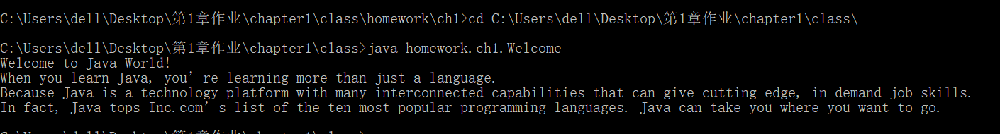 C:\Users\dell\Desktop\第1章作业\chapter1\class\homework\ch1>cd C:\Users\dell\Desktop\第1章作业\chapter1\class\
C:\Users\dell\Desktop\第1章作业\chapter1\class>java homework.ch1.Welcome
Welcome to Java World!
When you learn Java, you’re learning more than just a language.
Because Java is a technology platform with many interconnected capabilities that can give cutting-edge, in-demand job skills.
In fact, Java tops Inc.com’s list of the ten most popular programming languages. Java can take you where you want to go.